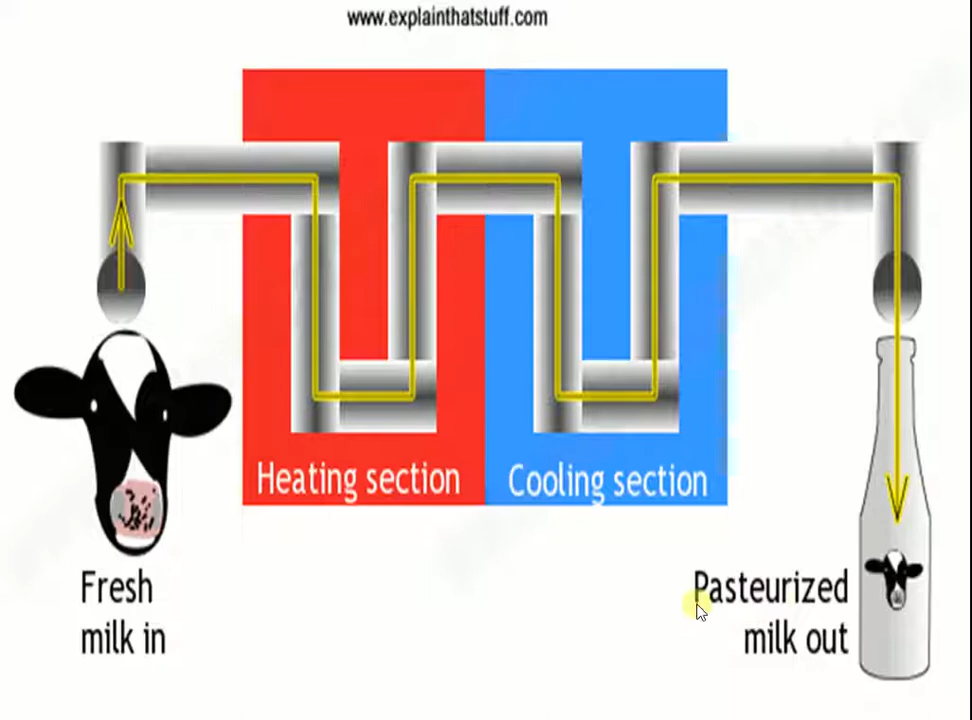 www.explainthatstuff.com
Heating section
Cooling section
Fresh
milk in
Pasteurized
milk out